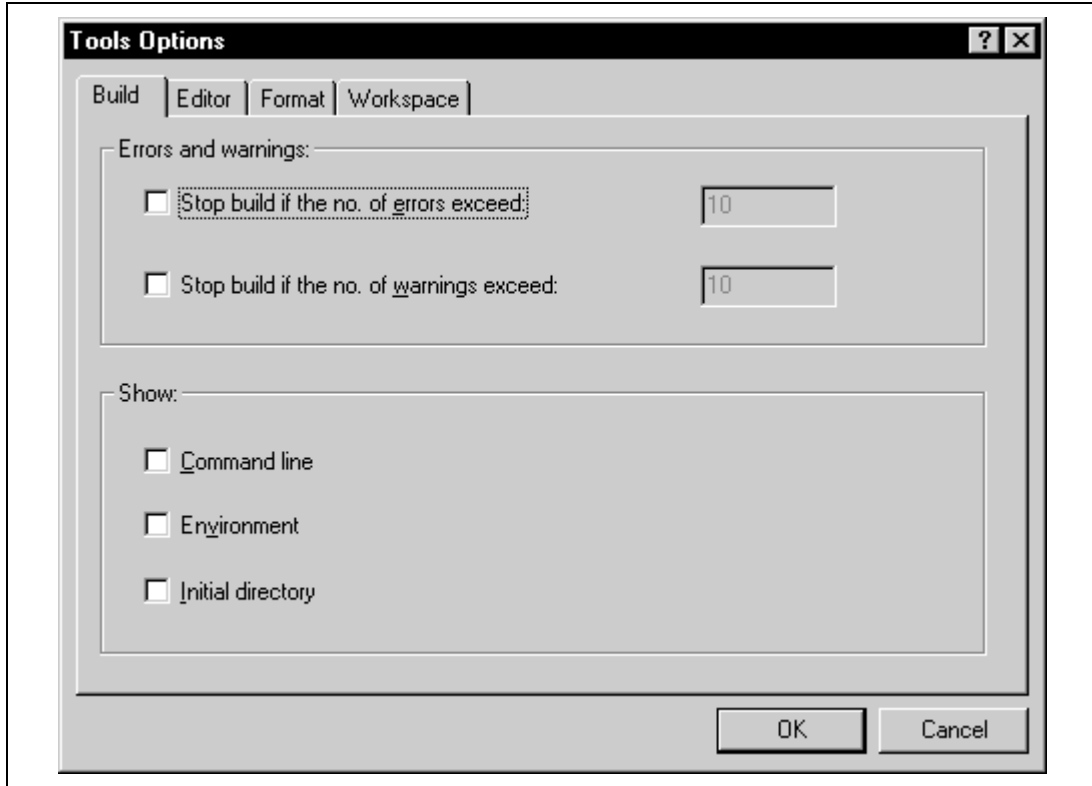 Tools Options
Build Editor Format Workspace
Errors and warnings:
Stop build if the no. of errors exceed: 10
Stop build if the no. of warnings exceed: 10
Show:
Command line
Environment
Initial directory
OK Cancel